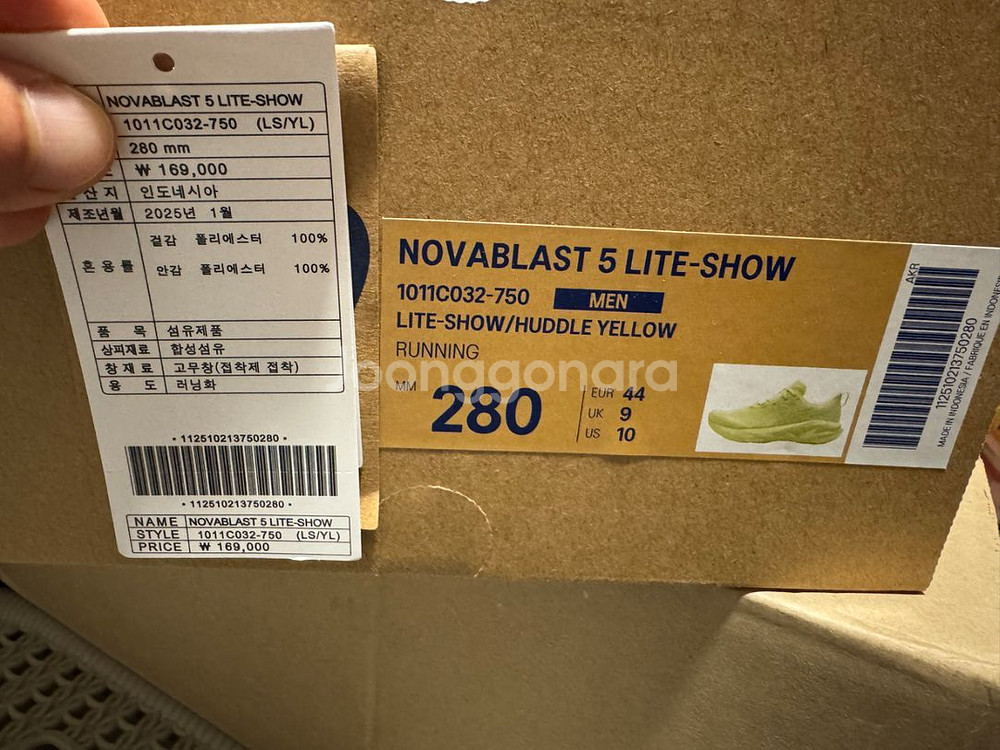 NOVABLAST 5 LITE-SHOW
1011C032-750 (LS/YL)
280 mm
₩ 169,000
산 지 인도네시아
제조년월 2025년 1월
혼 용 률
겉감 폴리에스터 100%
안감 폴리에스터 100%
품 목 섬유제품
상피재료 합성섬유
창 재 료 고무창(접착제 접착)
용 도 러닝화
• 112510213750280 •
• 112510213750280 •
NAME NOVABLAST 5 LITE-SHOW
STYLE 1011C032-750 (LS/YL)
PRICE ₩ 169,000
NOVABLAST 5 LITE-SHOW
1011C032-750 MEN
LITE-SHOW/HUDDLE YELLOW
RUNNING
MM 280
EUR 44
UK 9
US 10
AKR
112510213750280
MADE IN INDONESIA / FABRIQUE EN INDONESIE
joonggonara